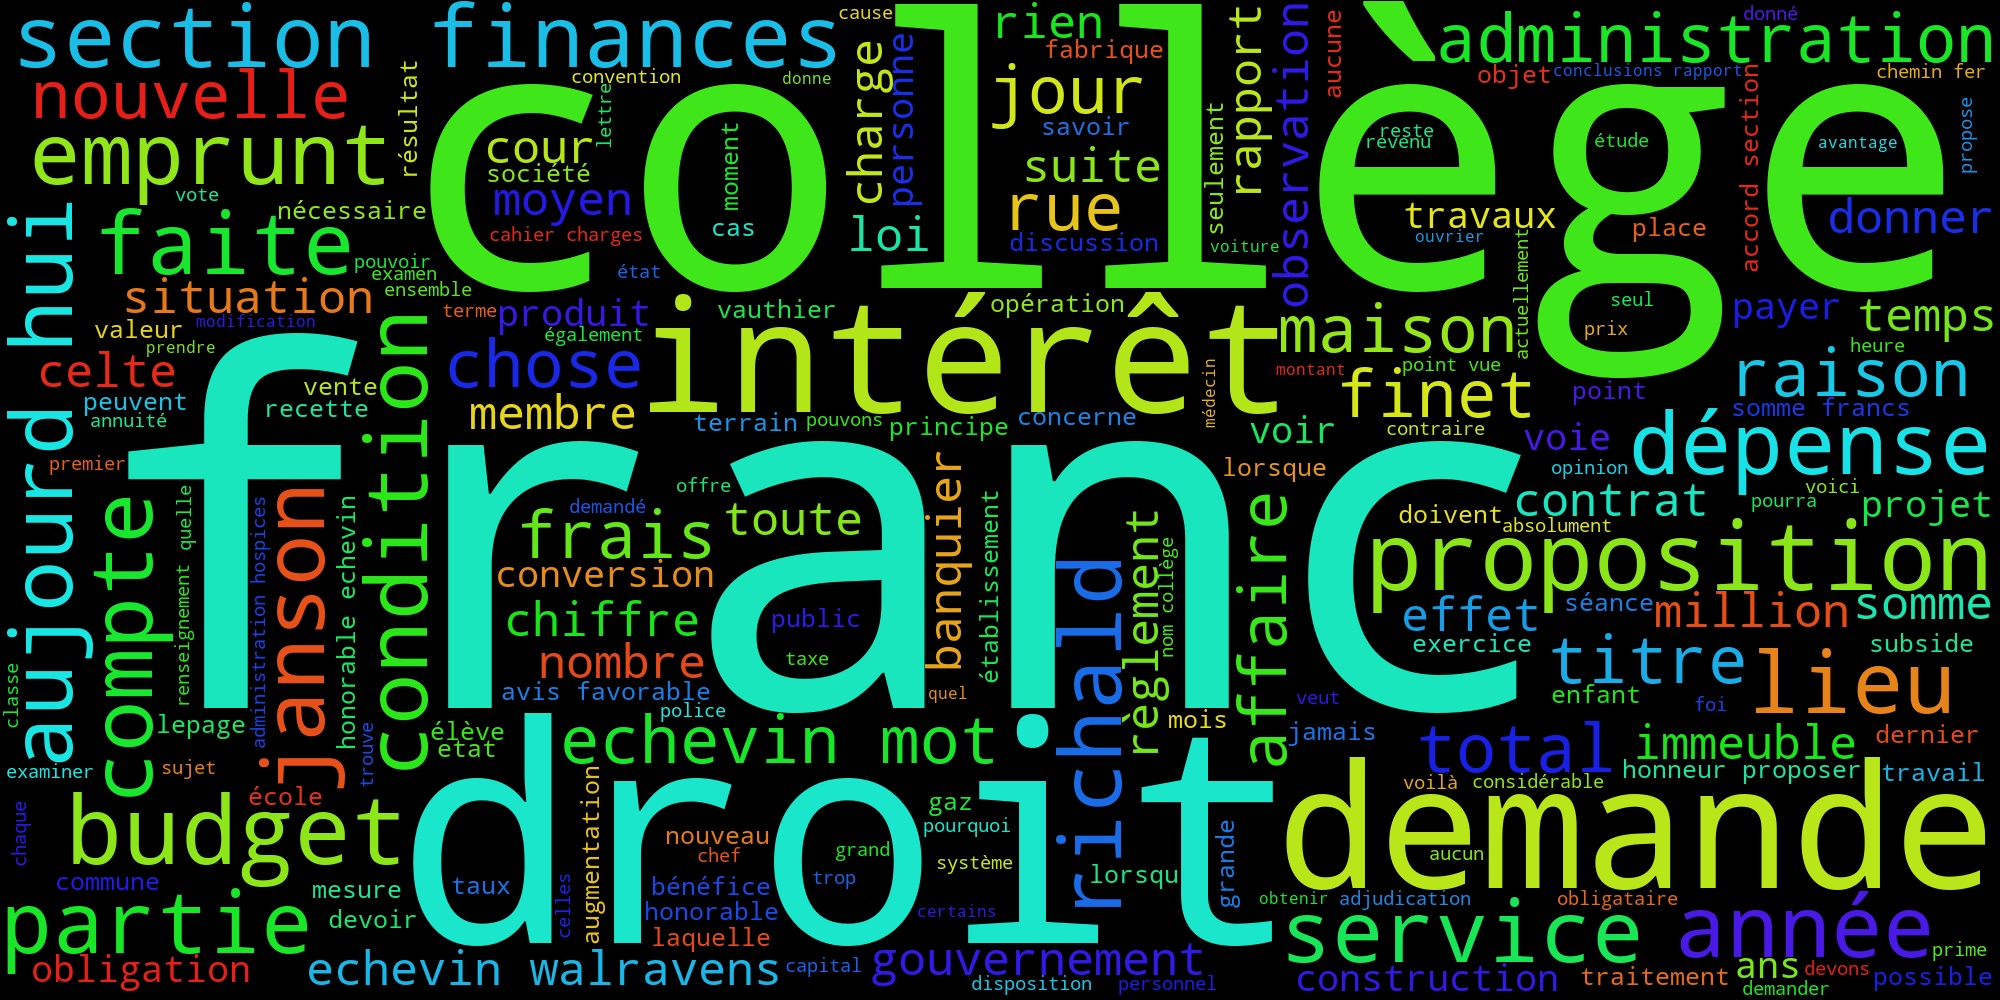 collège
franc
droit
intérêt
demande
section finances
administration
nouvelle
emprunt
faite
aujourd hui
situation
celte
compte
janson
condition
budget
partie
obligation
echevin walravens
echevin mot
gouvernement
service
année
construction
richald
affaire
règlement
banquier
proposition
dépense
raison
contrat
projet
effet
million
somme
titre
lieu
total
immeuble
maison
finet
payer
temps
donner
travaux
observation
rapport
charge
personne
jour
rien
rue
suite
loi
cour
moyen
société
produit
chose
membre
frais
toute
conversion
chiffre
nombre
résultat
convention
lettre
donne
cause
fabrique
savoir
discussion
seulement
voiture
aucune
objet
conclusions rapport
donné
chemin fer
propose
accord section
reste
revenu
étude
avantage
place
ouvrier
actuellement
seul
prix
vote
nécessaire
pouvoir
examen
ensemble
valeur
modification
prendre
peuvent
annuité
vente
recette
premier
terme
également
cahier charges
état
cas
moment
vauthier
opération
terrain
pouvons
principe
concerne
médecin
montant
point vue
heure
point
somme francs
contraire
voir
voie
lorsque
opinion
voici
pourra
doivent
absolument
séance
exercice
subside
enfant
foi
veut
jamais
dernier
honneur proposer
travail
voilà
considérable
aucun
obtenir
adjudication
obligataire
prime
ans
devons
possible
demander
traitement
offre
demandé
public
taxe
établissement
nom collège
quel
mois
avis favorable
police
élève
etat
honorable echevin
administration hospices
renseignement quelle
classe
lepage
sujet
examiner
trouve
école
chaque
commune
mesure
devoir
taux
celles
augmentation
nouveau
chef
bénéfice
honorable
laquelle
trop
grand
gaz
pourquoi
système
certains
capital
disposition
personnel
lorsqu
grande